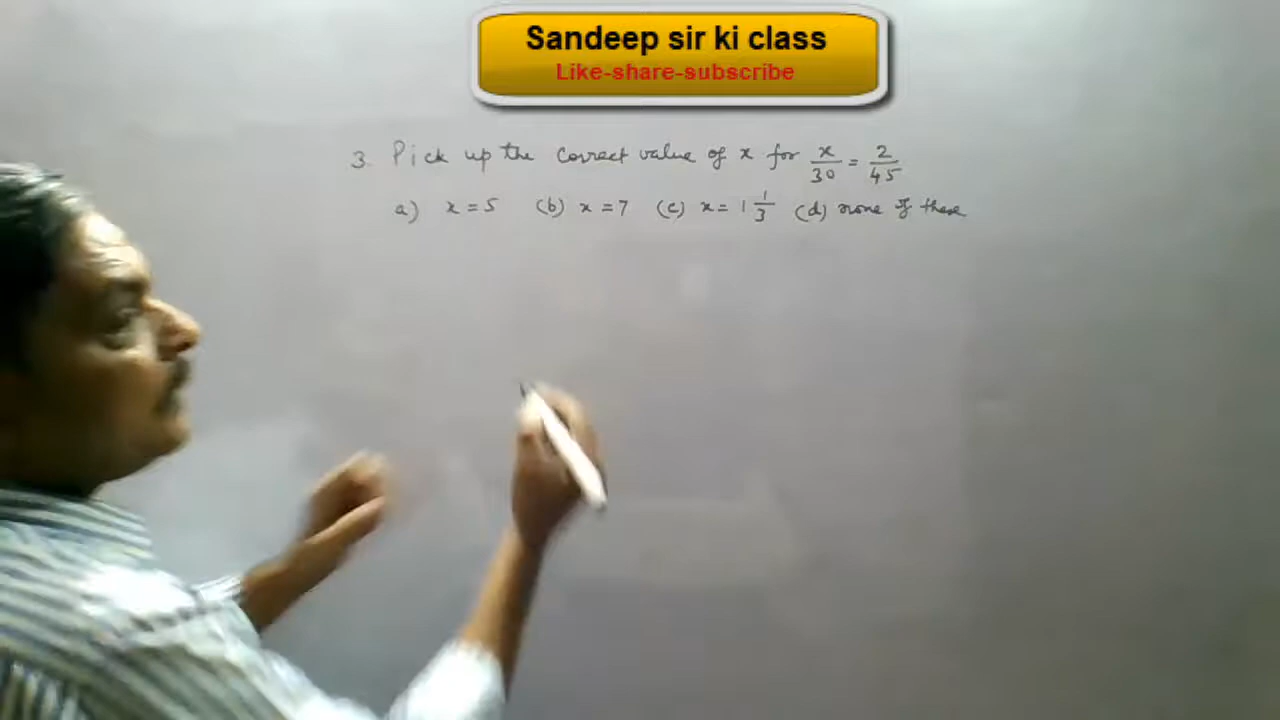 Sandeep sir ki class
Like-share-subscribe
3. Pick up the correct value of x for x/30 = 2/45
a) x = 5 (b) x = 7 (c) x = 1 1/3 (d) none of these